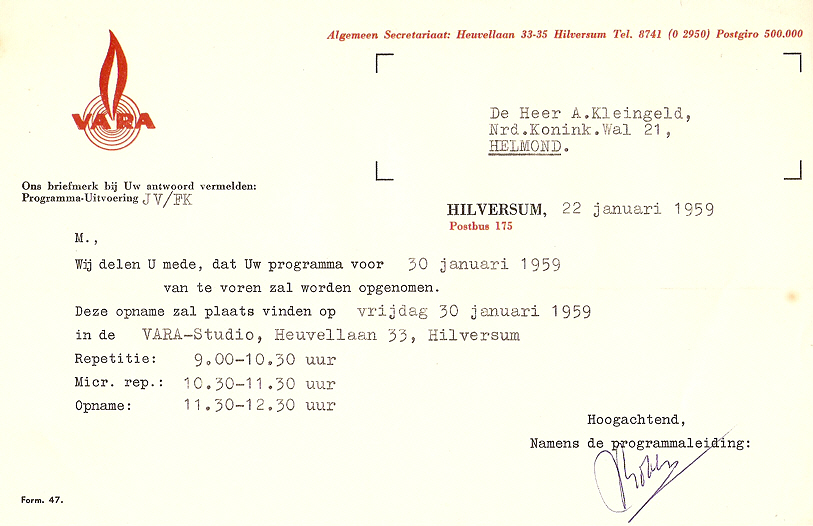 Algemeen Secretariaat: Heuvellaan 33-35 Hilversum Tel. 8741 (0 2950) Postgiro 500.000
VARA
De Heer A.Kleingeld,
Nrd.Konink.Wal 21,
HELMOND.
Ons briefmerk bij Uw antwoord vermelden:
Programma-Uitvoering JV/FK
HILVERSUM, 22 januari 1959
Postbus 175
M.,
Wij delen U mede, dat Uw programma voor 30 januari 1959
van te voren zal worden opgenomen.
Deze opname zal plaats vinden op vrijdag 30 januari 1959
in de VARA-Studio, Heuvellaan 33, Hilversum
Repetitie: 9.00-10.30 uur
Micr. rep.: 10.30-11.30 uur
Opname: 11.30-12.30 uur
Hoogachtend,
Namens de programmaleiding:
Form. 47.